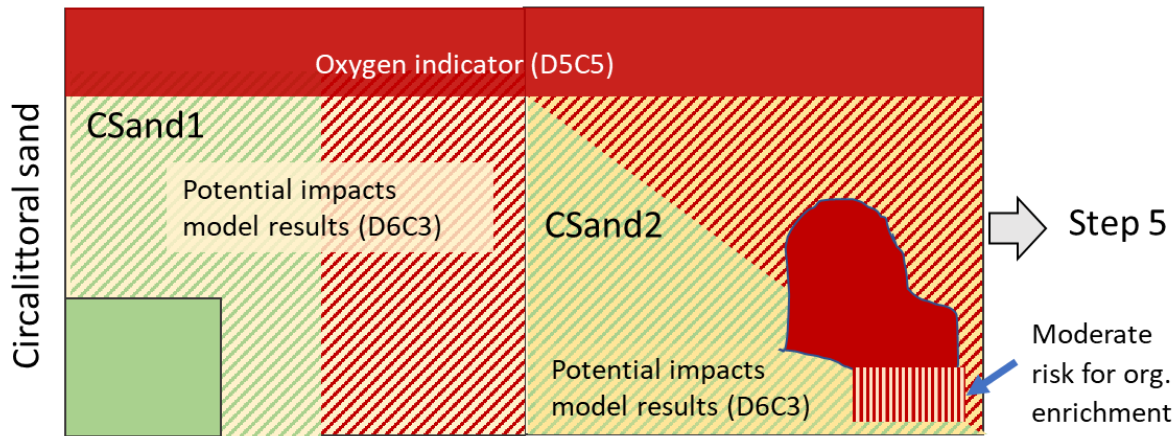 Oxygen indicator (D5C5)
Circalittoral sand
CSand1
Potential impacts
model results (D6C3)
CSand2
Potential impacts
model results (D6C3)
Step 5
Moderate
risk for org.
enrichment